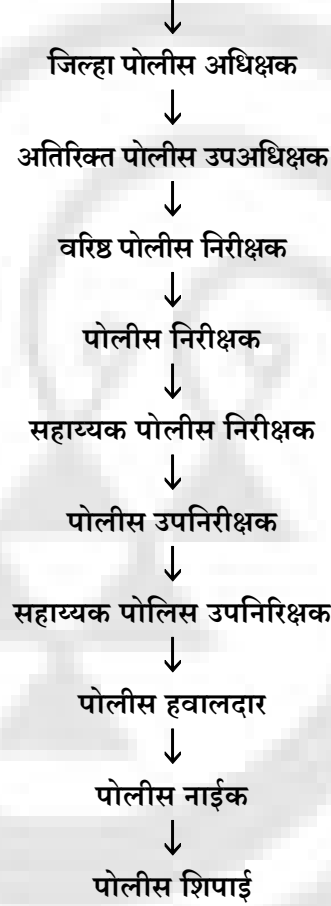 जिल्हा पोलीस अधिक्षक
अतिरिक्त पोलीस उपअधिक्षक
वरिष्ठ पोलीस निरीक्षक
पोलीस निरीक्षक
सहाय्यक पोलीस निरीक्षक
पोलीस उपनिरीक्षक
सहाय्यक पोलिस उपनिरिक्षक
पोलीस हवालदार
पोलीस नाईक
पोलीस शिपाई